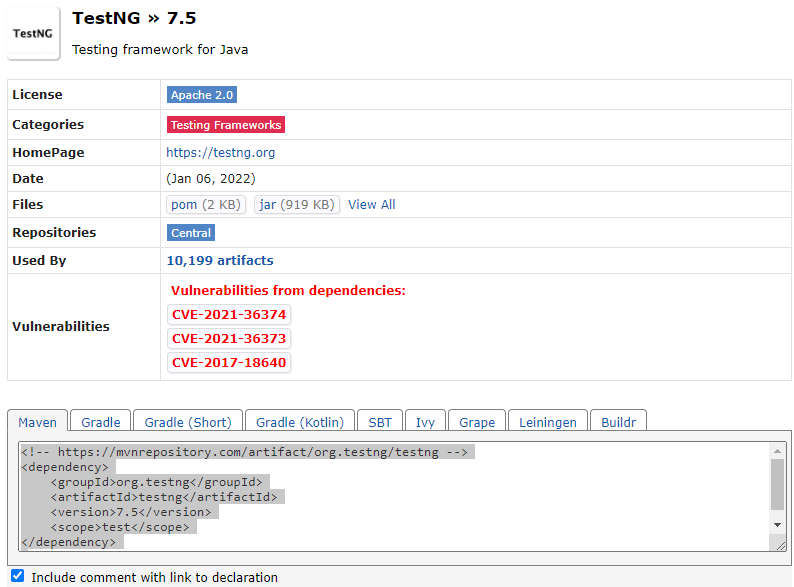 TestNG
TestNG » 7.5
Testing framework for Java
License Apache 2.0
Categories Testing Frameworks
HomePage https://testng.org
Date (Jan 06, 2022)
Files pom (2 KB) jar (919 KB) View All
Repositories Central
Used By 10,199 artifacts
Vulnerabilities Vulnerabilities from dependencies:
CVE-2021-36374
CVE-2021-36373
CVE-2017-18640
Maven Gradle Gradle (Short) Gradle (Kotlin) SBT Ivy Grape Leiningen Buildr
<!-- https://mvnrepository.com/artifact/org.testng/testng -->
<dependency>
    <groupId>org.testng</groupId>
    <artifactId>testng</artifactId>
    <version>7.5</version>
    <scope>test</scope>
</dependency>
Include comment with link to declaration